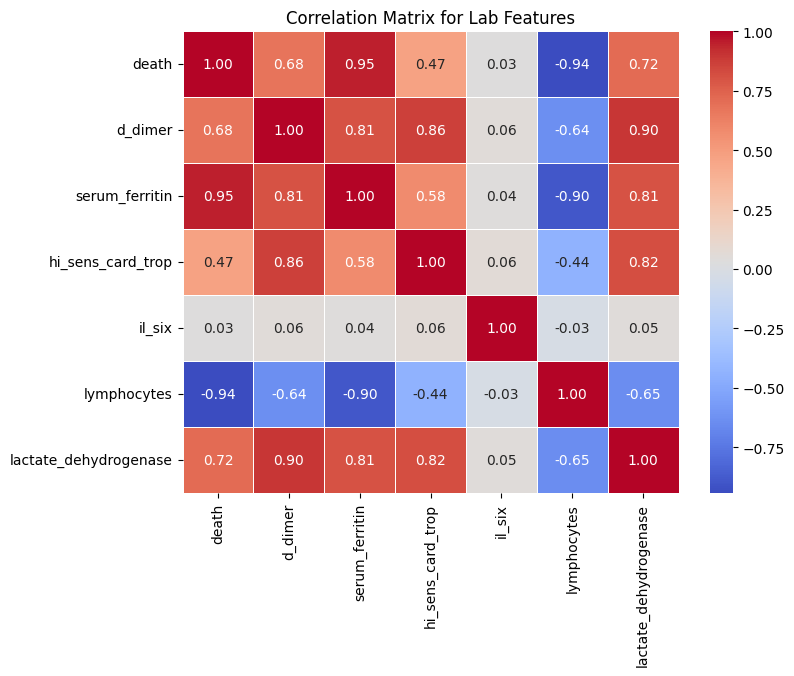 Correlation Matrix for Lab Features
death 1.00 0.68 0.95 0.47 0.03 -0.94 0.72
d_dimer 0.68 1.00 0.81 0.86 0.06 -0.64 0.90
serum_ferritin 0.95 0.81 1.00 0.58 0.04 -0.90 0.81
hi_sens_card_trop 0.47 0.86 0.58 1.00 0.06 -0.44 0.82
il_six 0.03 0.06 0.04 0.06 1.00 -0.03 0.05
lymphocytes -0.94 -0.64 -0.90 -0.44 -0.03 1.00 -0.65
lactate_dehydrogenase 0.72 0.90 0.81 0.82 0.05 -0.65 1.00
death
d_dimer
serum_ferritin
hi_sens_card_trop
il_six
lymphocytes
lactate_dehydrogenase
1.00
0.75
0.50
0.25
0.00
−0.25
−0.50
−0.75